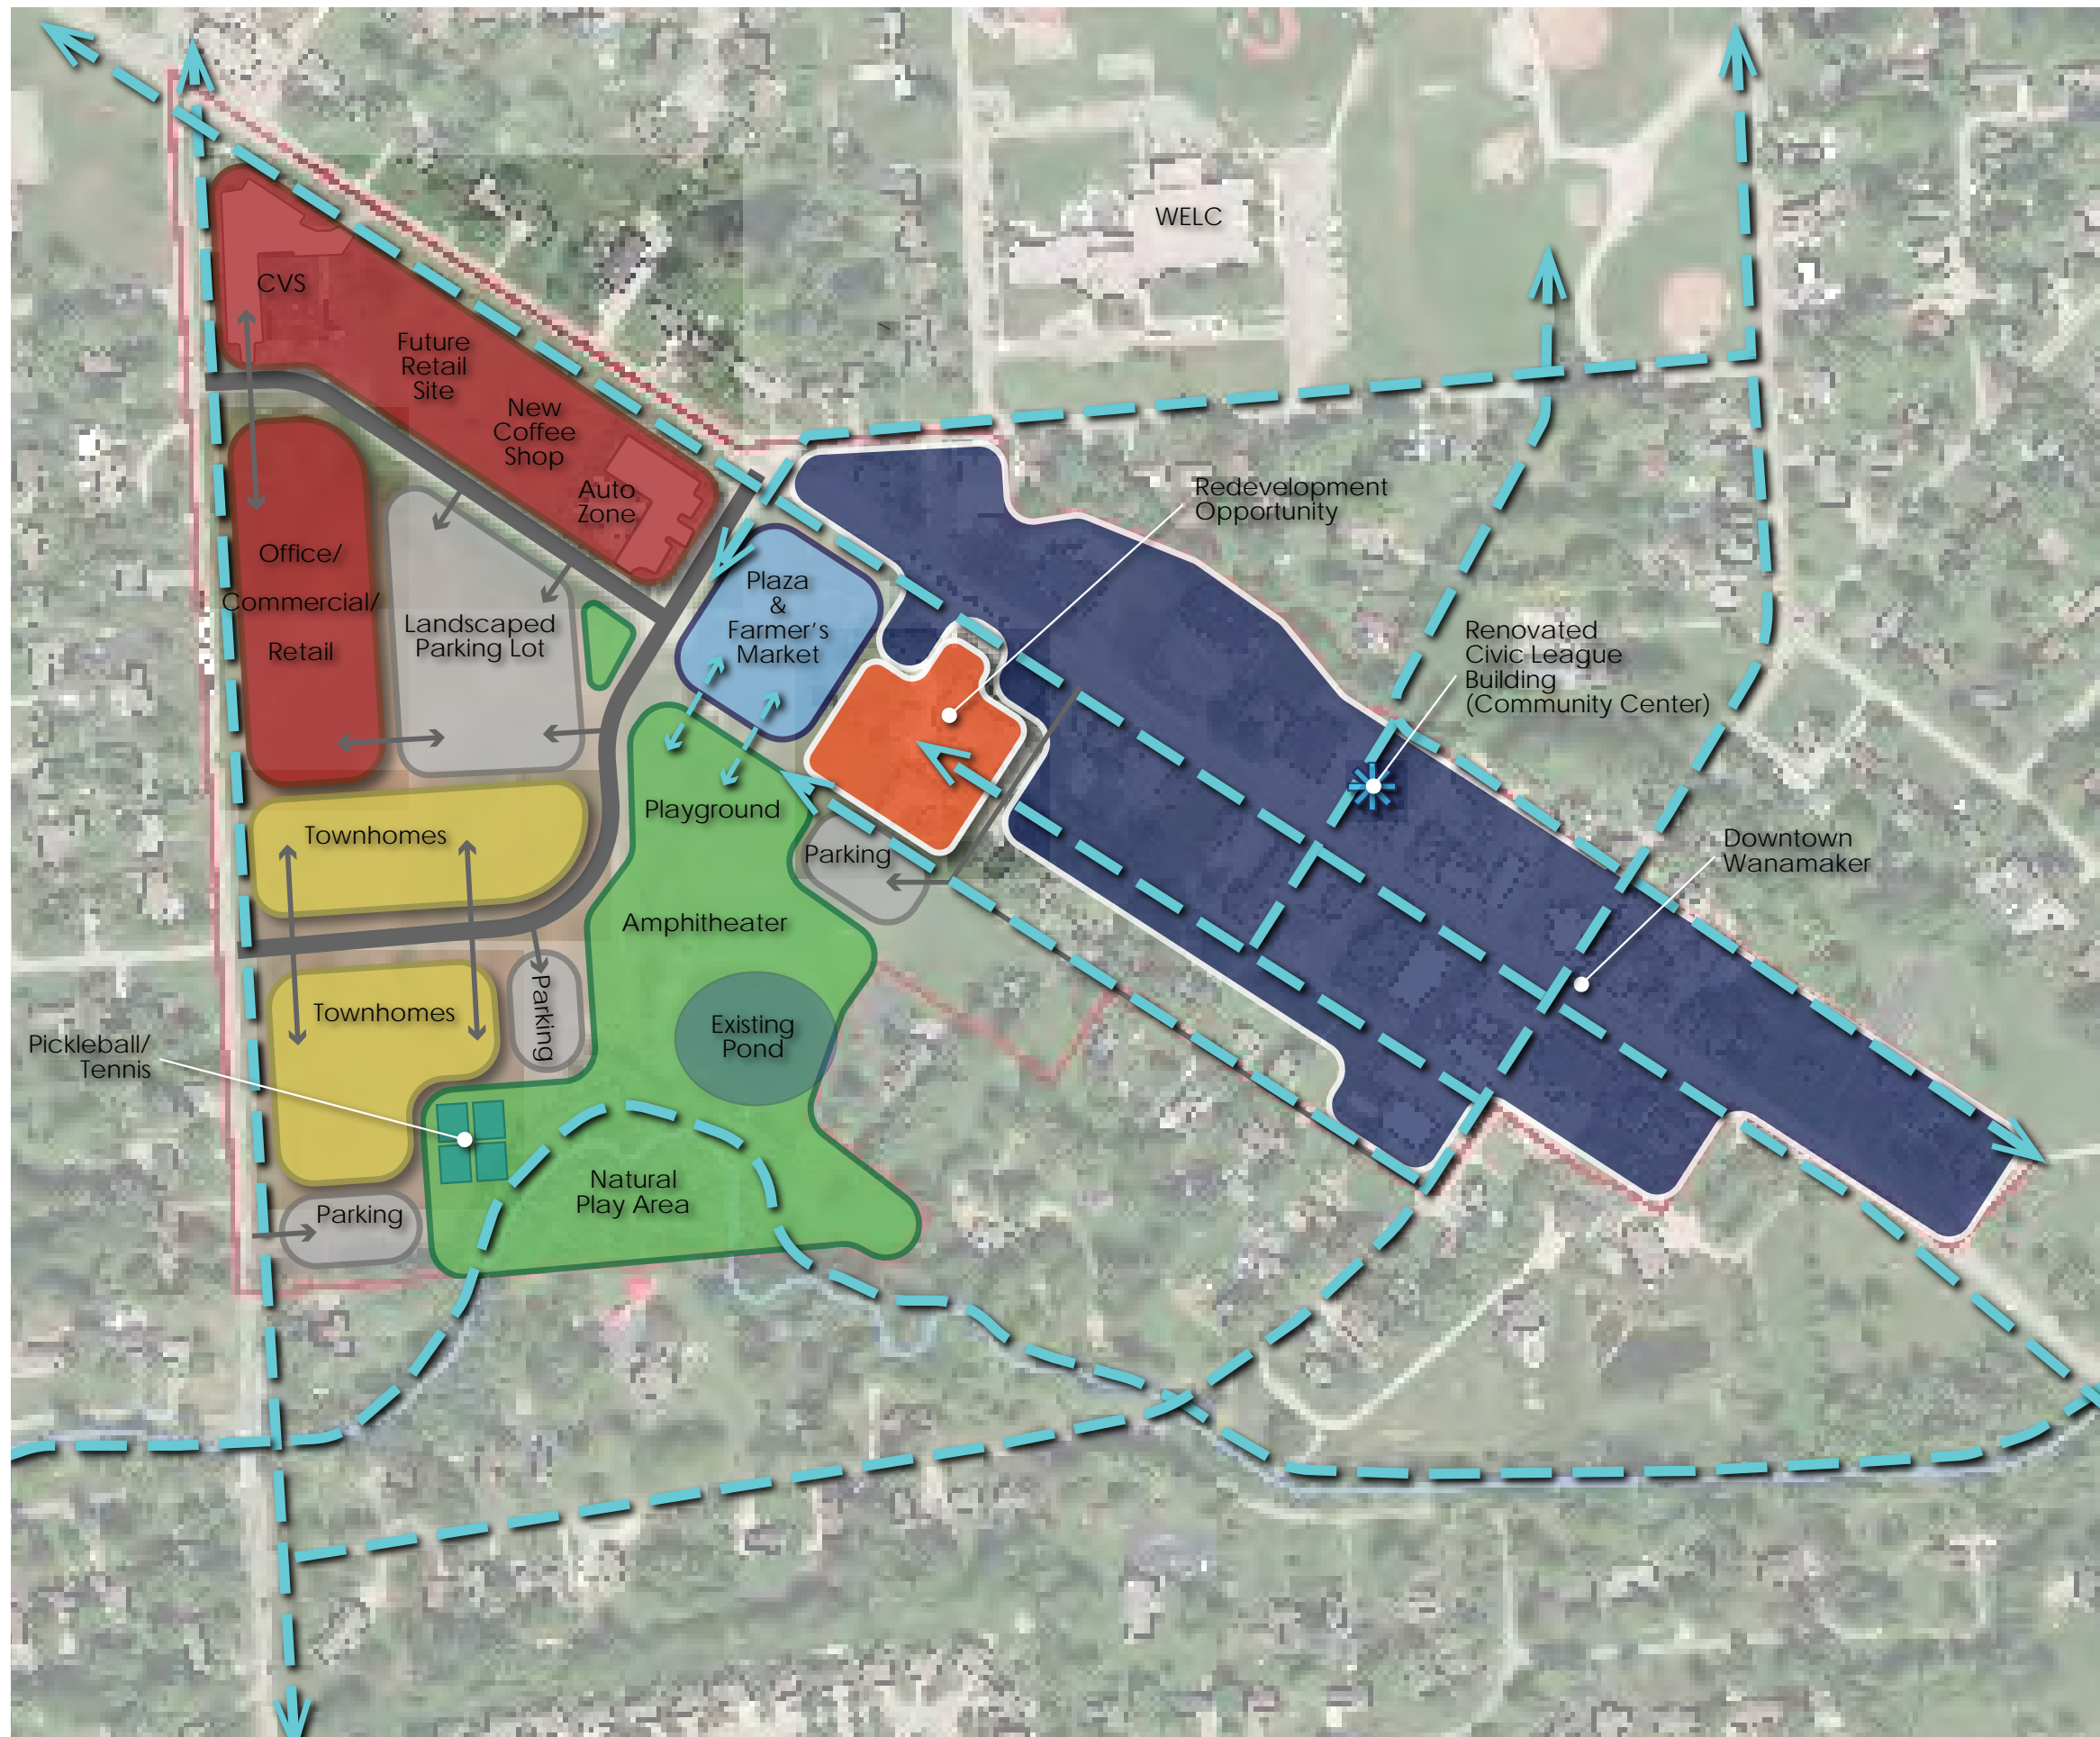 WELC
CVS
Future
Retail
Site
New
Coffee
Shop
Auto
Zone
Redevelopment
Opportunity
Office/
Commercial/
Retail
Landscaped
Parking Lot
Plaza
&
Farmer's
Market
Renovated
Civic League
Building
(Community Center)
Playground
Townhomes
Parking
Downtown
Wanamaker
Amphitheater
Townhomes
Parking
Existing
Pond
Pickleball/
Tennis
Natural
Play Area
Parking